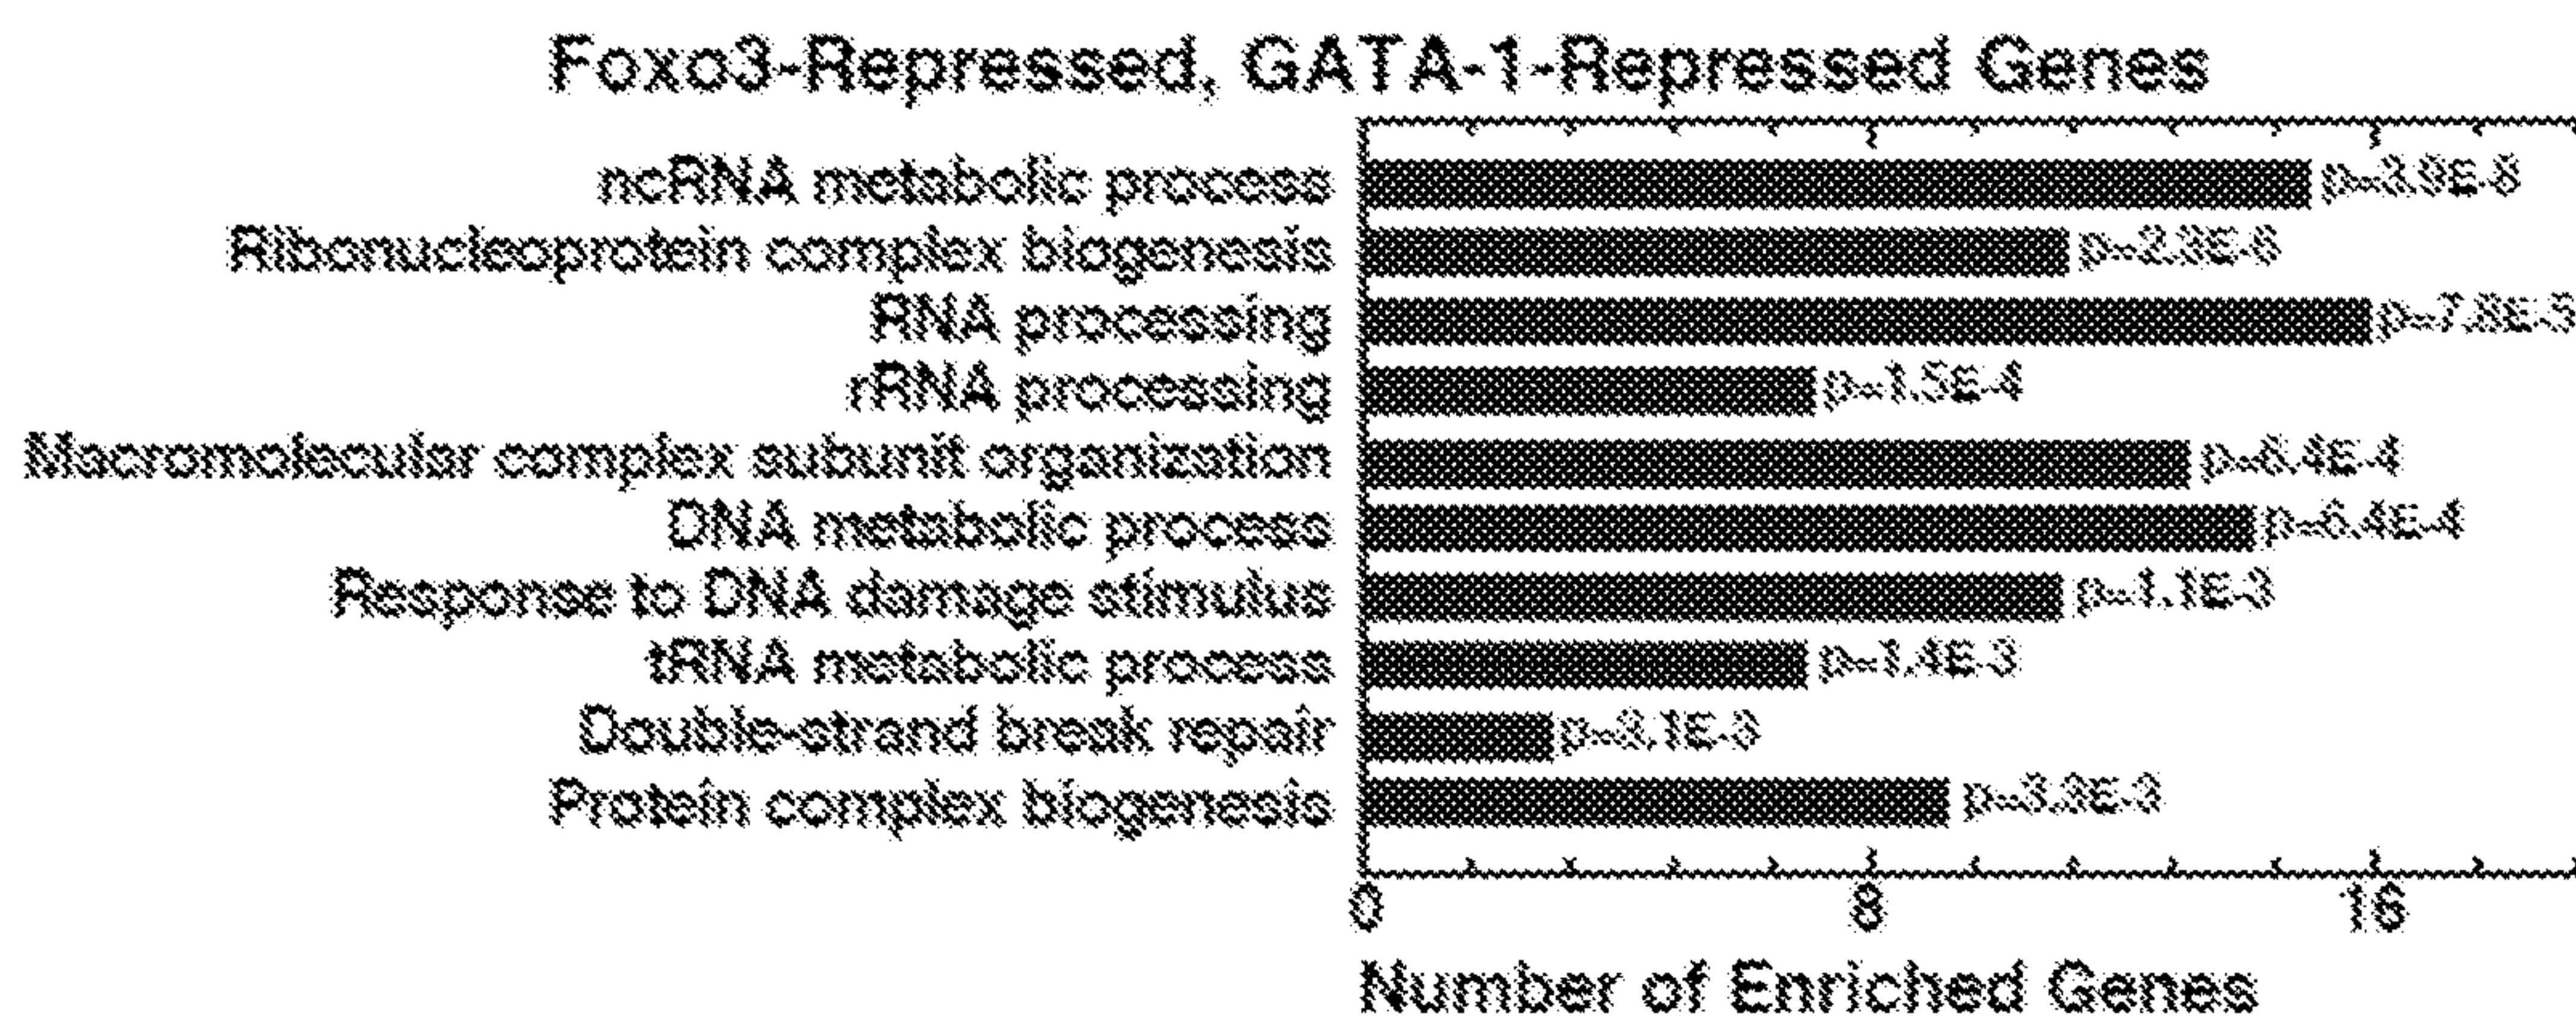 Foxo3-Repressed, GATA-1-Repressed Genes
ncRNA metabolic process
Ribonucleoprotein complex biogenesis p=2.3E-6
RNA processing
rRNA processing p=1.5E-4
Macromolecular complex subunit organization
DNA metabolic process p=6.4E-4
Response to DNA damage stimulus p=1.1E-3
tRNA metabolic process p=1.4E-3
Double-strand break repair
Protein complex biogenesis
0 8 16
Number of Enriched Genes